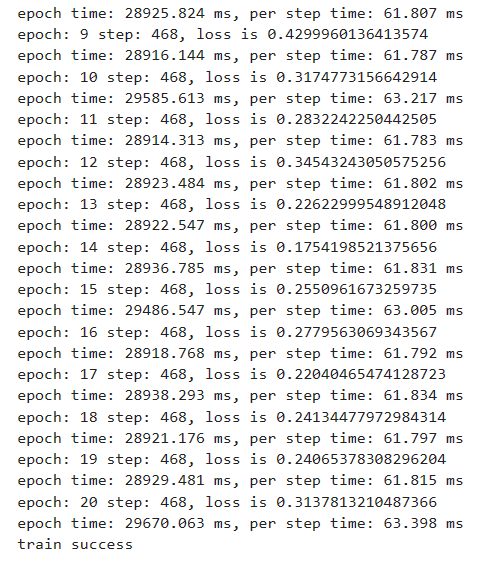 epoch time: 28925.824 ms, per step time: 61.807 ms
epoch: 9 step: 468, loss is 0.4299960136413574
epoch time: 28916.144 ms, per step time: 61.787 ms
epoch: 10 step: 468, loss is 0.3174773156642914
epoch time: 29585.613 ms, per step time: 63.217 ms
epoch: 11 step: 468, loss is 0.2832242250442505
epoch time: 28914.313 ms, per step time: 61.783 ms
epoch: 12 step: 468, loss is 0.34543243050575256
epoch time: 28923.484 ms, per step time: 61.802 ms
epoch: 13 step: 468, loss is 0.22622999548912048
epoch time: 28922.547 ms, per step time: 61.800 ms
epoch: 14 step: 468, loss is 0.1754198521375656
epoch time: 28936.785 ms, per step time: 61.831 ms
epoch: 15 step: 468, loss is 0.2550961673259735
epoch time: 29486.547 ms, per step time: 63.005 ms
epoch: 16 step: 468, loss is 0.2779563069343567
epoch time: 28918.768 ms, per step time: 61.792 ms
epoch: 17 step: 468, loss is 0.22040465474128723
epoch time: 28938.293 ms, per step time: 61.834 ms
epoch: 18 step: 468, loss is 0.24134477972984314
epoch time: 28921.176 ms, per step time: 61.797 ms
epoch: 19 step: 468, loss is 0.24065378308296204
epoch time: 28929.481 ms, per step time: 61.815 ms
epoch: 20 step: 468, loss is 0.3137813210487366
epoch time: 29670.063 ms, per step time: 63.398 ms
train success